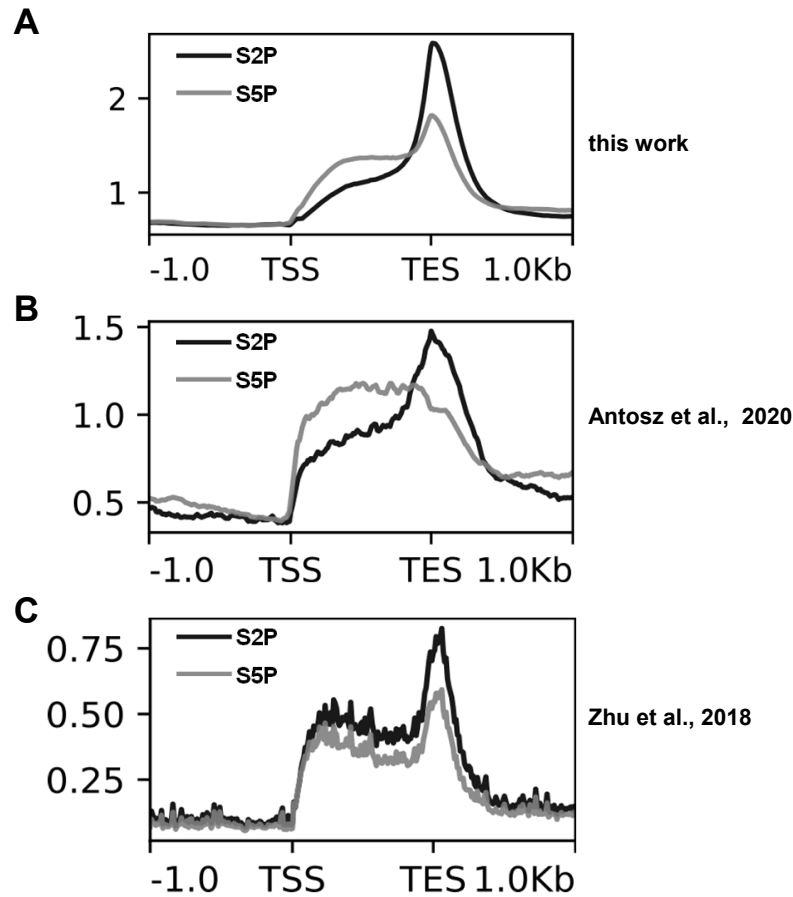 A
S2P
S5P
2
1
this work
-1.0 TSS TES 1.0Kb
B
1.5
S2P
S5P
1.0
0.5
Antosz et al., 2020
-1.0 TSS TES 1.0Kb
C
S2P
0.75
S5P
0.50
0.25
Zhu et al., 2018
-1.0 TSS TES 1.0Kb